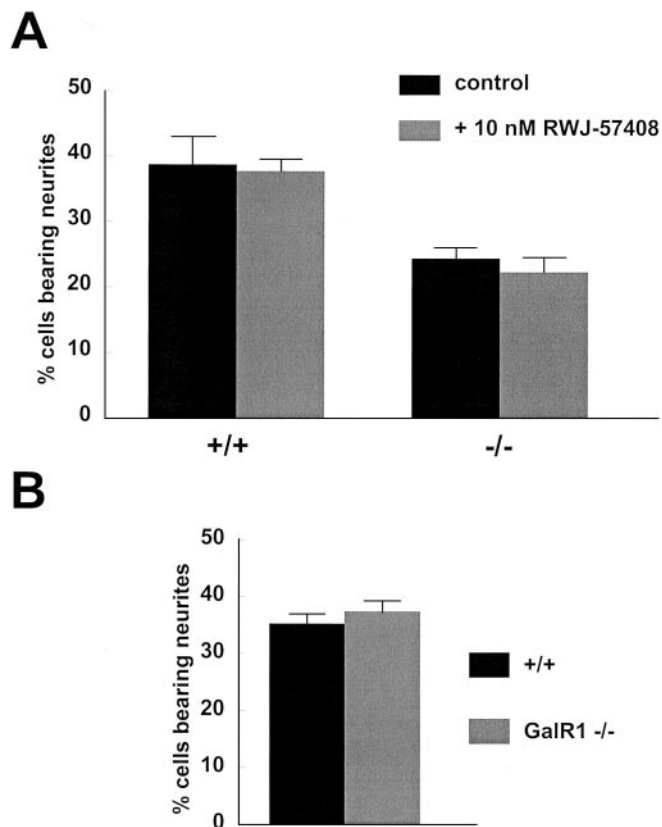 A
% cells bearing neurites
50
40
30
20
10
0
control
+ 10 nM RWJ-57408
+/+
-/-
B
% cells bearing neurites
50
40
30
20
10
0
+/+
GalR1 -/-